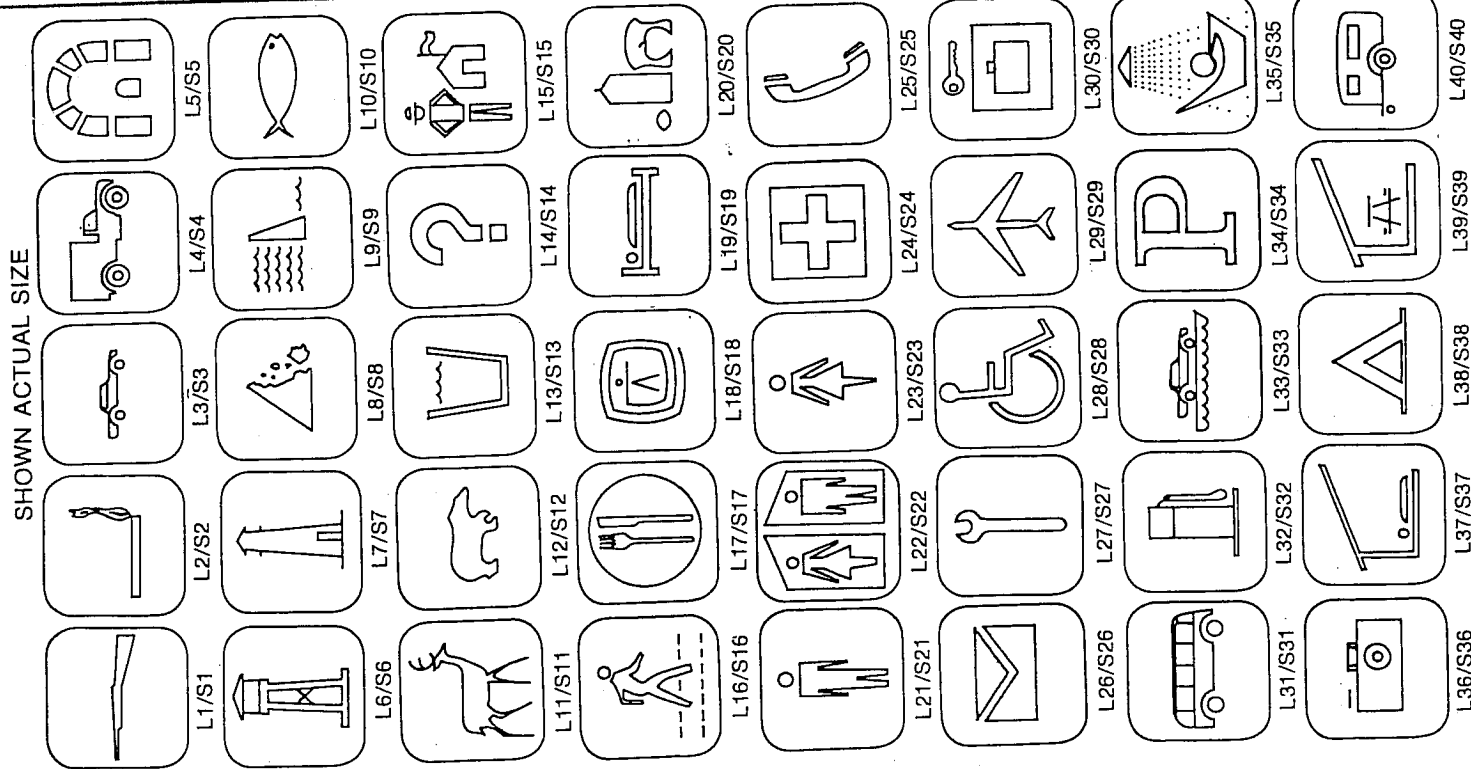 SHOWN ACTUAL SIZE
L1/S1 L2/S2 L3/S3 L4/S4 L5/S5
L6/S6 L7/S7 L8/S8 L9/S9 L10/S10
L11/S11 L12/S12 L13/S13 L14/S14 L15/S15
?
L16/S16 L17/S17 L18/S18 L19/S19 L20/S20
L21/S21 L22/S22 L23/S23 L24/S24 L25/S25
L26/S26 L27/S27 L28/S28 L29/S29 L30/S30
P
L31/S31 L32/S32 L33/S33 L34/S34 L35/S35
L36/S36 L37/S37 L38/S38 L39/S39 L40/S40